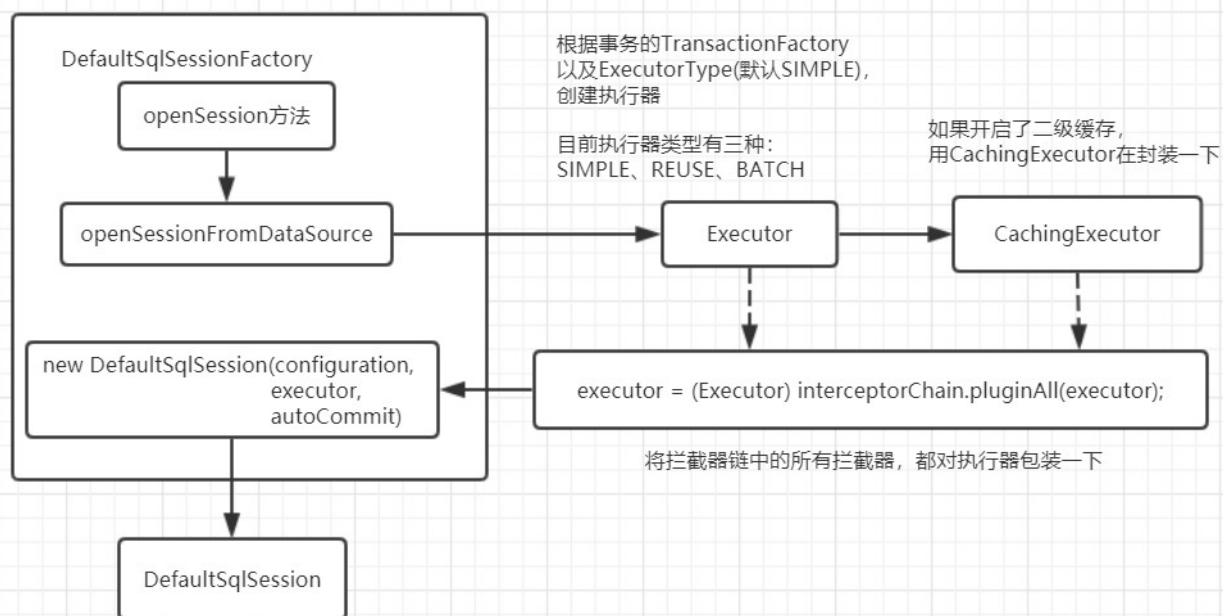 DefaultSqlSessionFactory
openSession方法
openSessionFromDataSource
根据事务的TransactionFactory
以及ExecutorType(默认SIMPLE),
创建执行器
目前执行器类型有三种:
SIMPLE、REUSE、BATCH
如果开启了二级缓存,
用CachingExecutor在封装一下
Executor
CachingExecutor
executor = (Executor) interceptorChain.pluginAll(executor);
将拦截器链中的所有拦截器，都对执行器包装一下
new DefaultSqlSession(configuration,
executor,
autoCommit)
DefaultSqlSession